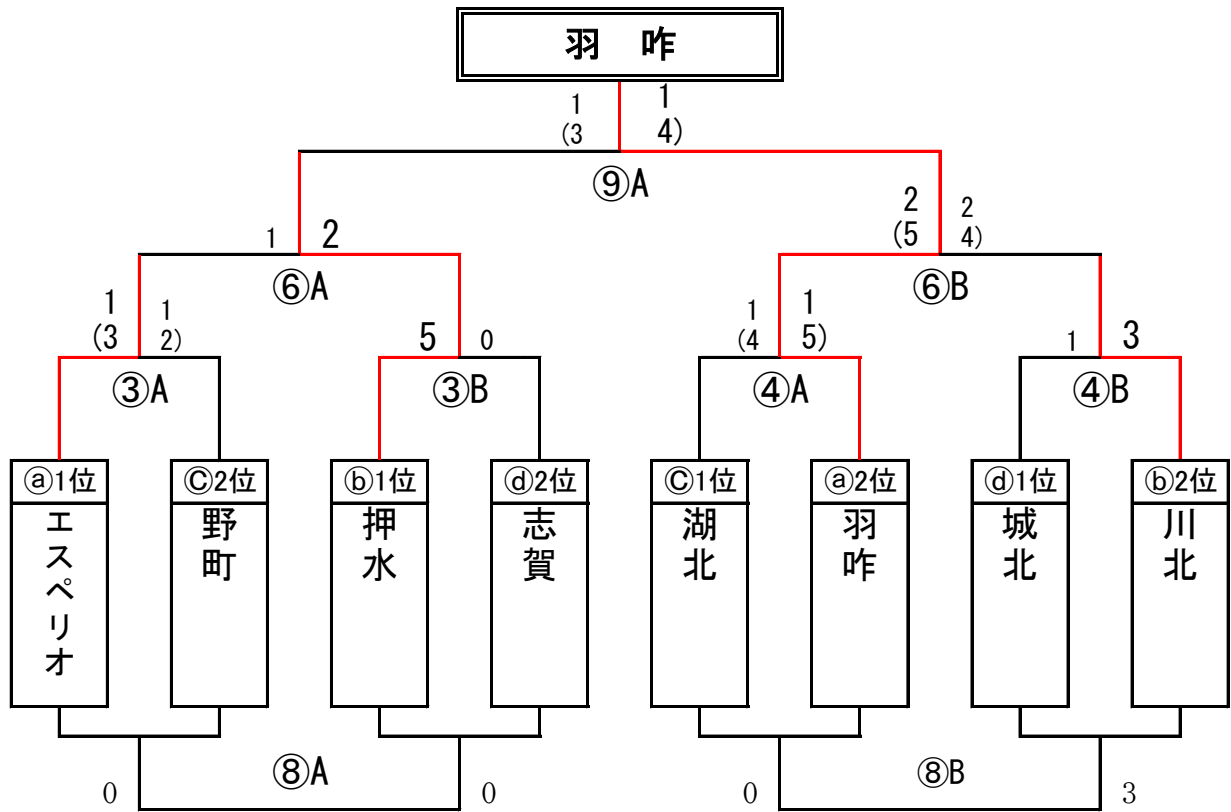 羽 咋
1 1
(3 4)
⑨A
2 2
(5 4)
1 2
⑥A ⑥B
1 1 1 1
(3 2) 5 0 (4 5) 1 3
③A ③B ④A ④B
ⓐ1位 Ⓒ2位 ⓑ1位 ⓓ2位 Ⓒ1位 ⓐ2位 ⓓ1位 ⓑ2位
エスペリオ 野町 押水 志賀 湖北 羽咋 城北 川北
⑧A ⑧B
0 0 0 3